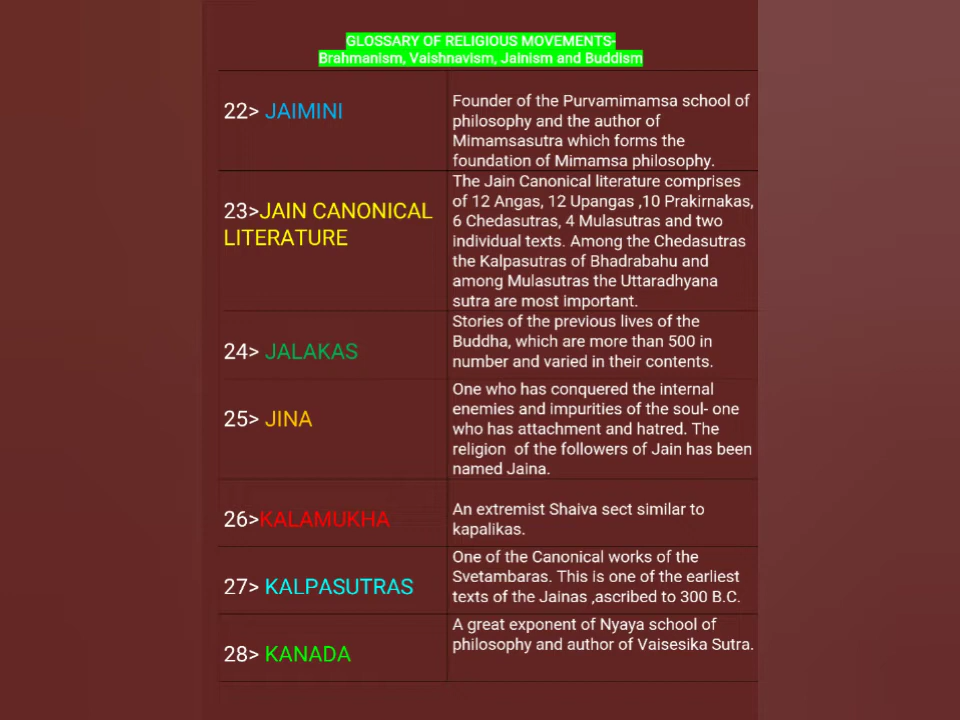 GLOSSARY OF RELIGIOUS MOVEMENTS-
Brahmanism, Vaishnavism, Jainism and Buddism
22> JAIMINI
Founder of the Purvamimamsa school of
philosophy and the author of
Mimamsasutra which forms the
foundation of Mimamsa philosophy.
23>JAIN CANONICAL
LITERATURE
The Jain Canonical literature comprises
of 12 Angas, 12 Upangas ,10 Prakirnakas,
6 Chedasutras, 4 Mulasutras and two
individual texts. Among the Chedasutras
the Kalpasutras of Bhadrabahu and
among Mulasutras the Uttaradhyana
sutra are most important.
24> JALAKAS
Stories of the previous lives of the
Buddha, which are more than 500 in
number and varied in their contents.
25> JINA
One who has conquered the internal
enemies and impurities of the soul- one
who has attachment and hatred. The
religion of the followers of Jain has been
named Jaina.
26>KALAMUKHA
An extremist Shaiva sect similar to
kapalikas.
27> KALPASUTRAS
One of the Canonical works of the
Svetambaras. This is one of the earliest
texts of the Jainas ,ascribed to 300 B.C.
28> KANADA
A great exponent of Nyaya school of
philosophy and author of Vaisesika Sutra.